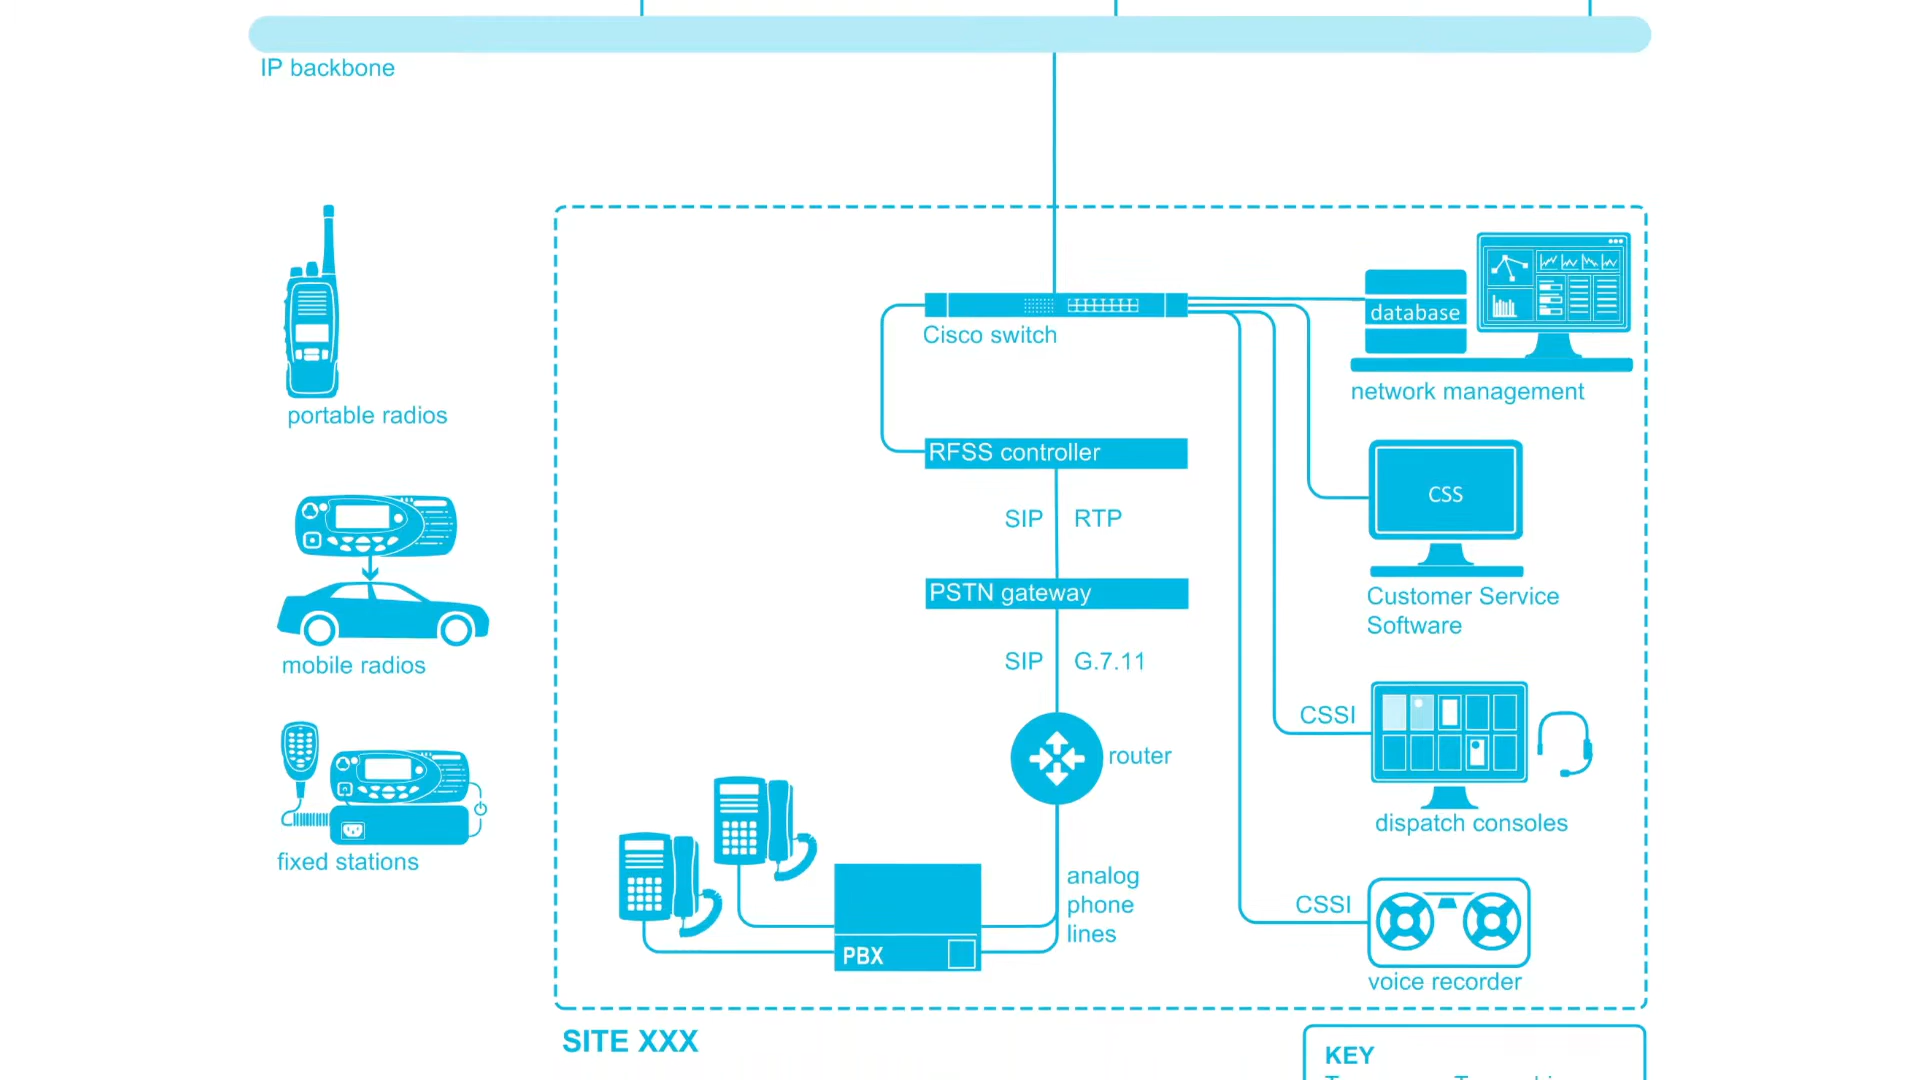 IP backbone
database
Cisco switch
network management
portable radios
RFSS controller
CSS
SIP RTP
PSTN gateway
Customer Service
Software
mobile radios
SIP G.7.11
CSSI
router
dispatch consoles
fixed stations
analog
phone
lines
CSSI
PBX
voice recorder
SITE XXX
KEY